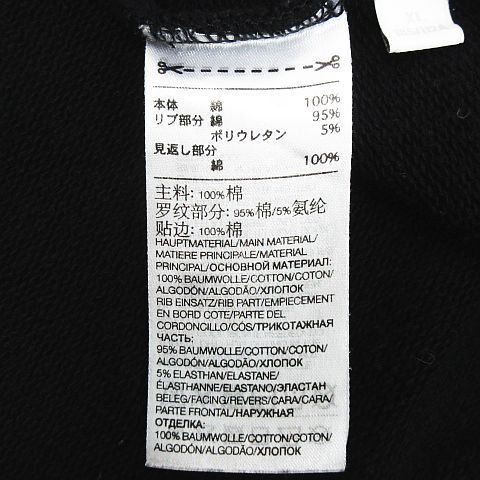 XL
本体 綿 100%
リブ部分 綿 95%
ポリウレタン 5%
見返し部分
綿 100%
主料: 100%棉
罗纹部分: 95%棉/5%氨纶
贴边: 100%棉
HAUPTMATERIAL/MAIN MATERIAL/
MATIERE PRINCIPALE/MATERIAL
PRINCIPAL/ОСНОВНОЙ МАТЕРИАЛ:
100% BAUMWOLLE/COTTON/COTON/
ALGODÓN/ALGODÃO/ХЛОПОК
RIB EINSATZ/RIB PART/EMPIECEMENT
EN BORD COTE/PARTE DEL
CORDONCILLO/CÓS/ТРИКОТАЖНАЯ
ЧАСТЬ:
95% BAUMWOLLE/COTTON/COTON/
ALGODÓN/ALGODÃO/ХЛОПОК
5% ELASTHAN/ELASTANE/
ÉLASTHANNE/ELASTANO/ЭЛАСТАН
BELEG/FACING/REVERS/CARA/CARA/
PARTE FRONTAL/НАРУЖНАЯ
ОТДЕЛКА:
100% BAUMWOLLE/COTTON/COTON/
ALGODÓN/ALGODÃO/ХЛОПОК